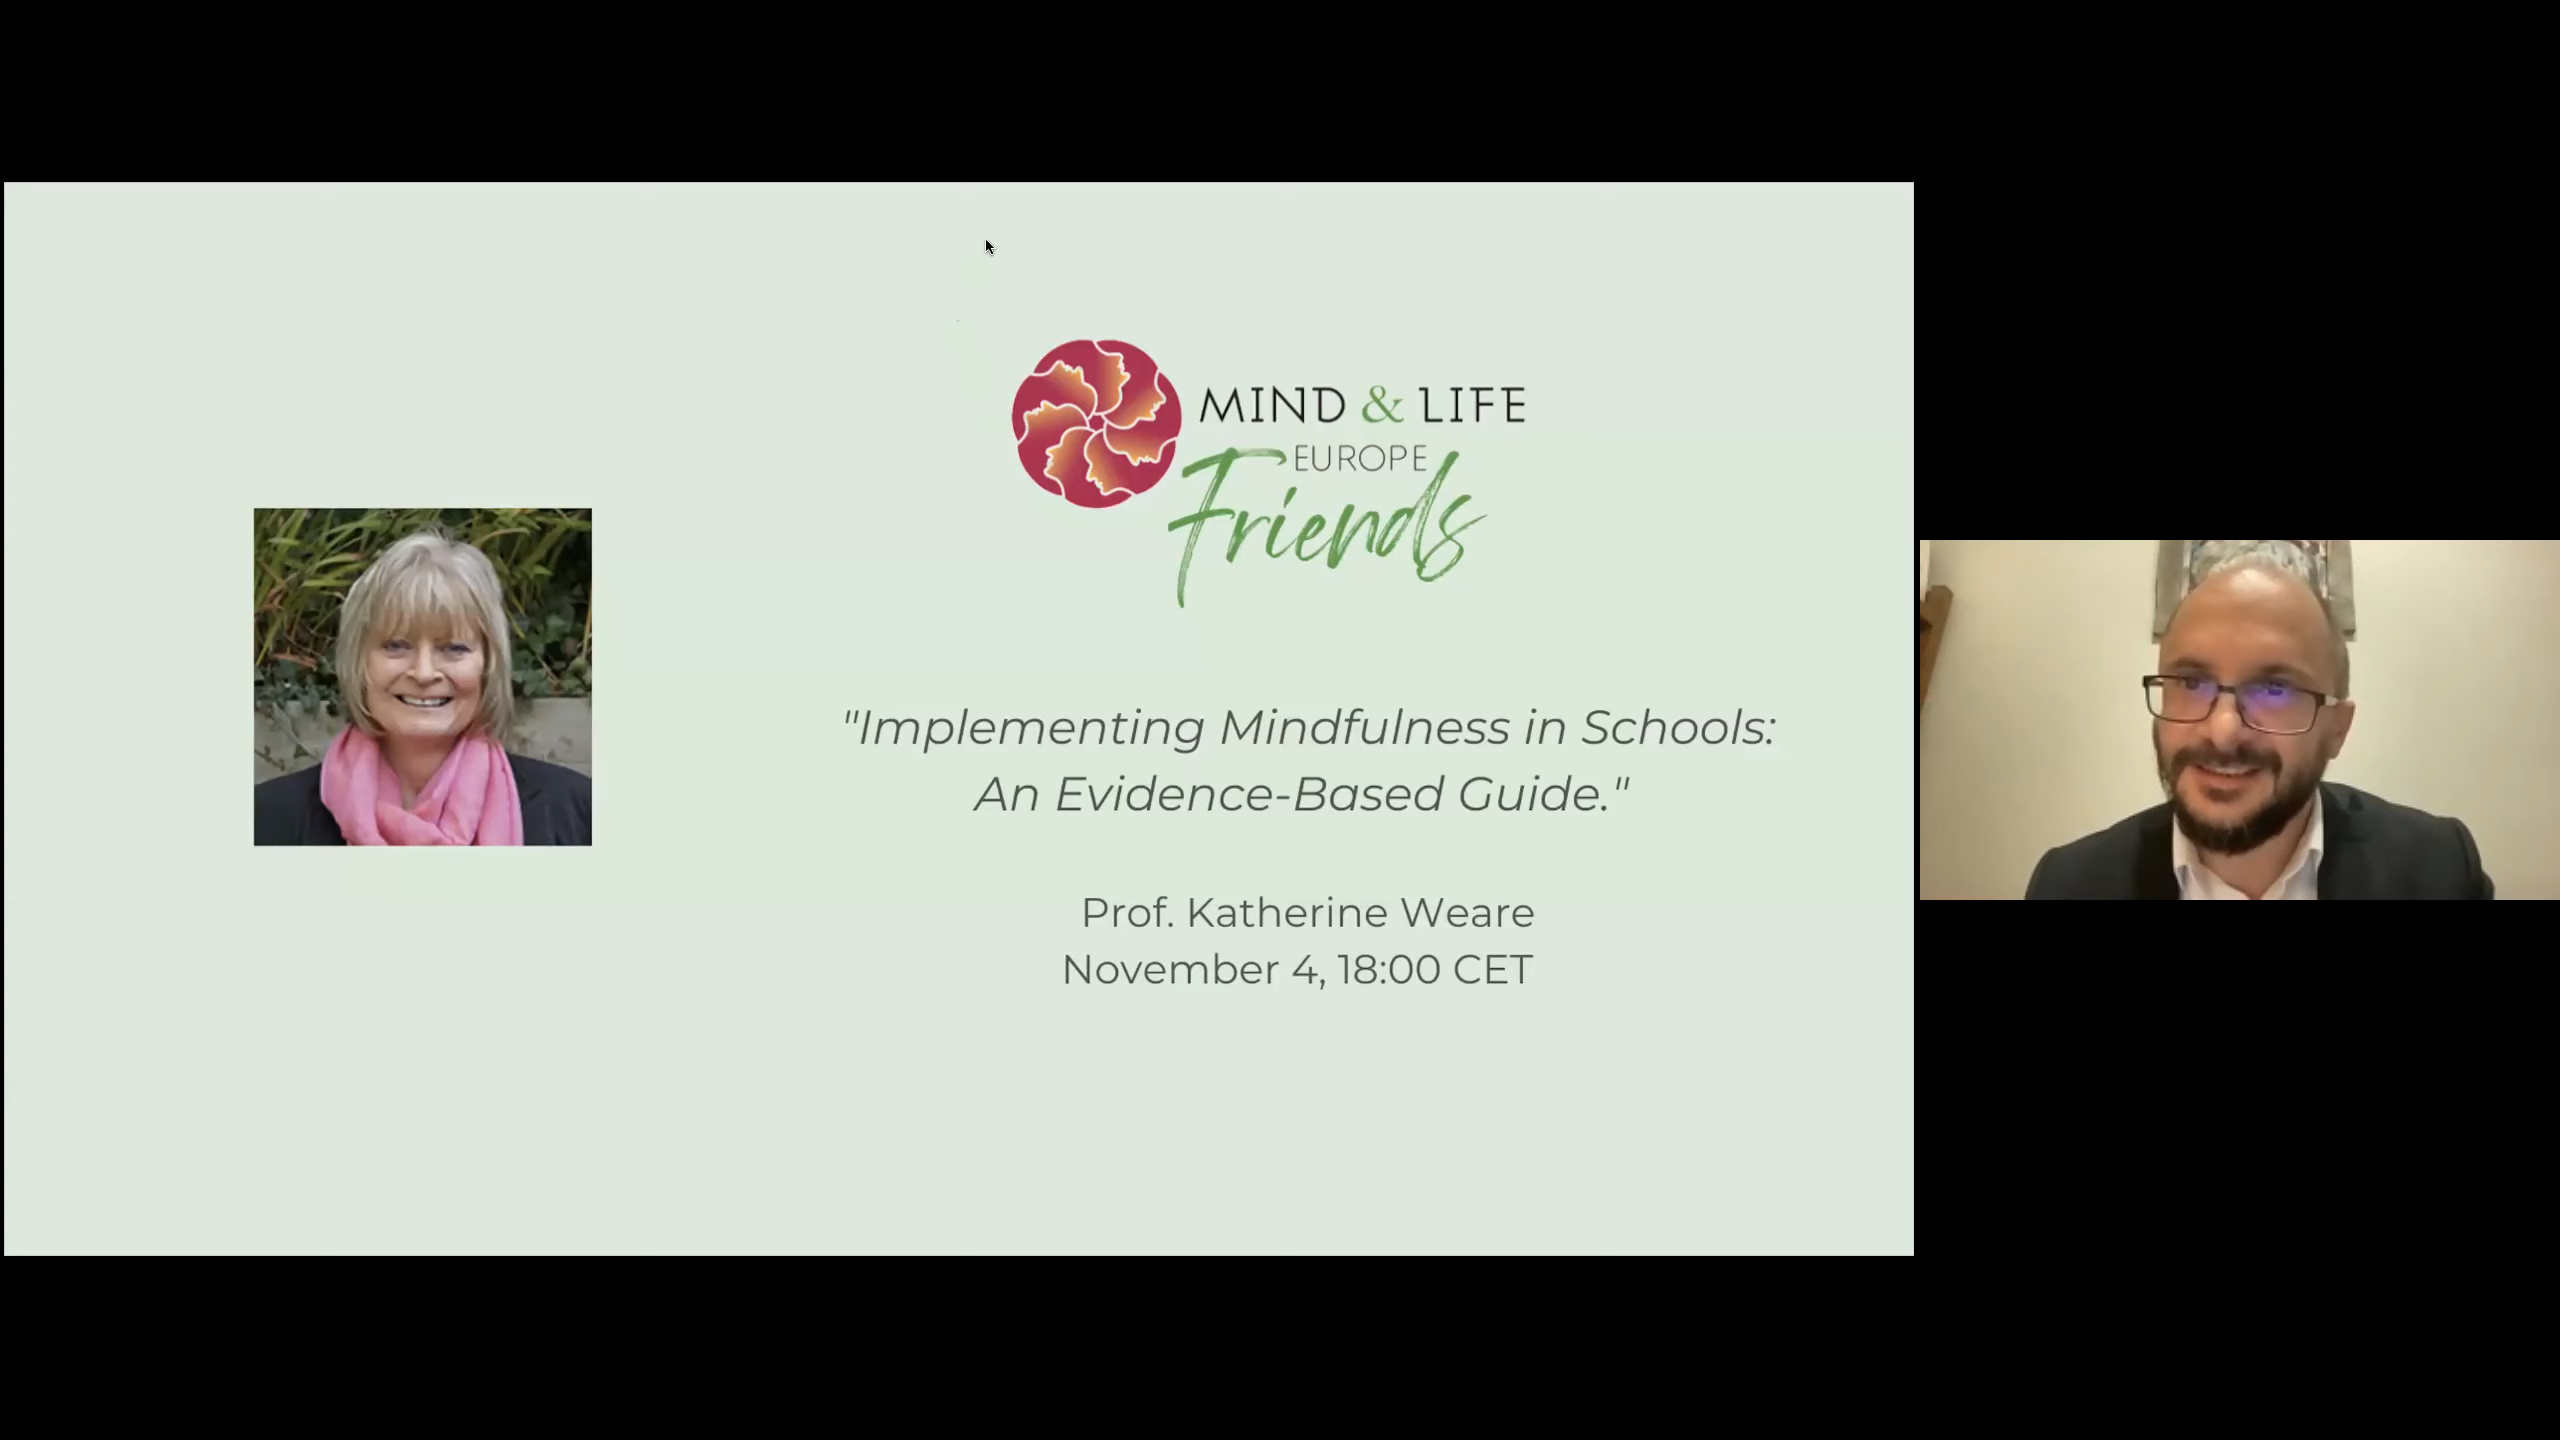 MIND & LIFE
EUROPE
Friends
"Implementing Mindfulness in Schools:
An Evidence-Based Guide."
Prof. Katherine Weare
November 4, 18:00 CET